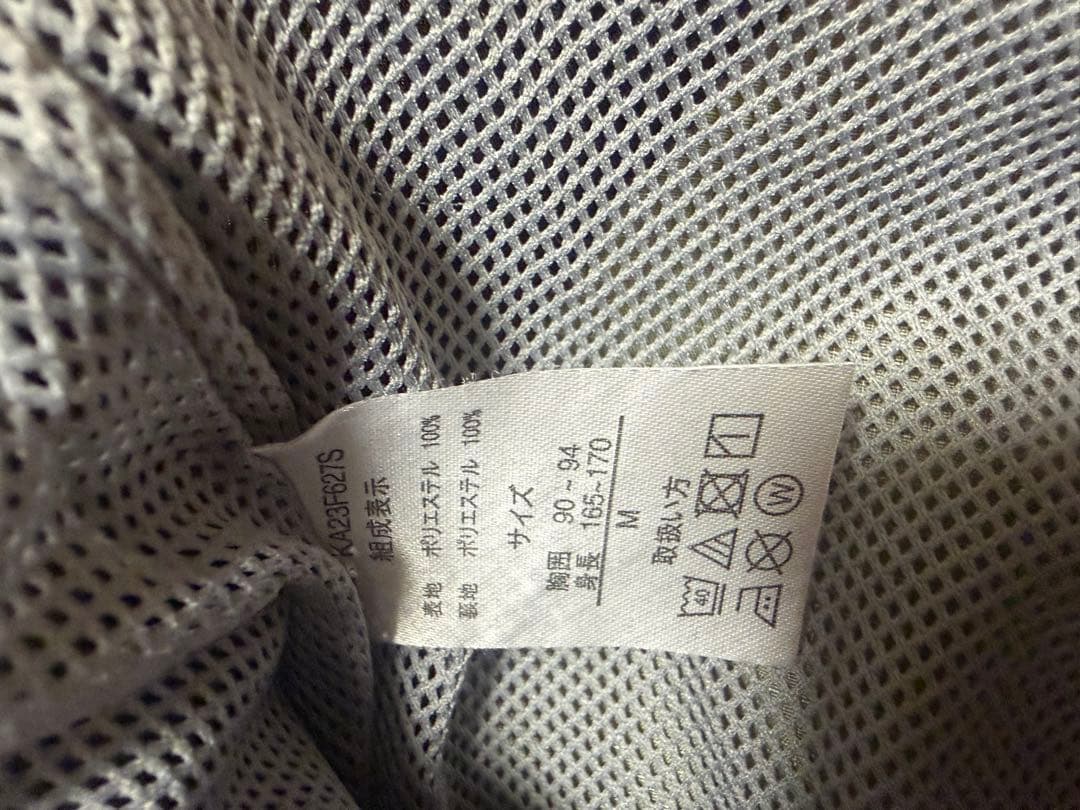 KA23F627S
組成表示
表地 ポリエステル 100%
裏地 ポリエステル 100%
サイズ
胸囲 90~94
身長 165~170
M
取扱い方
40
W